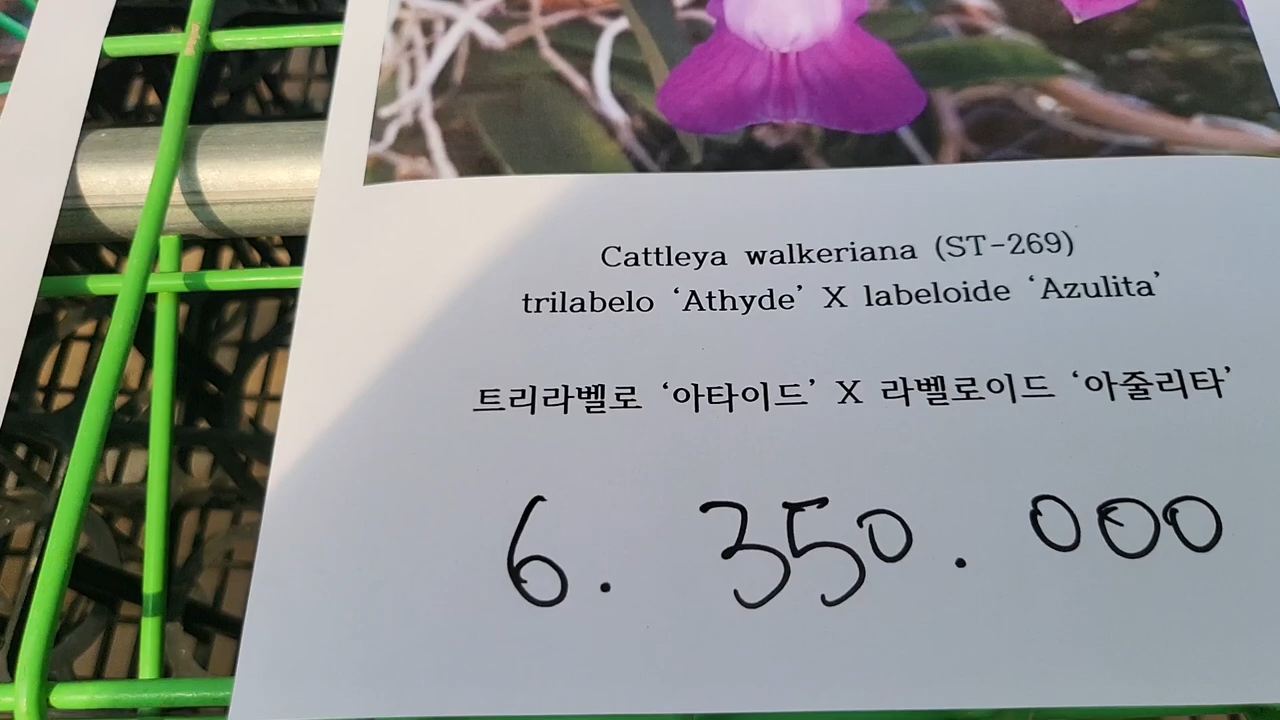 Cattleya walkeriana (ST-269)
trilabelo ‘Athyde’ X labeloide ‘Azulita’
트리라벨로 ‘아타이드’ X 라벨로이드 ‘아줄리타’
6. 350. 000